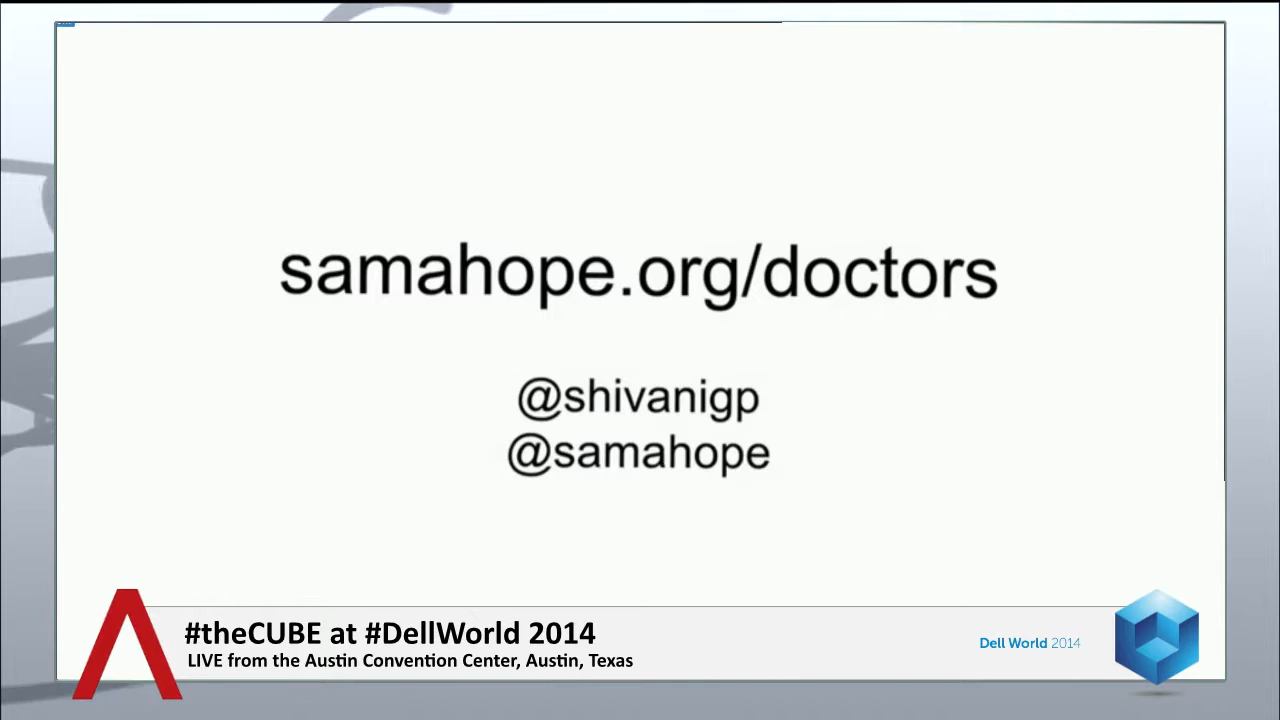 samahope.org/doctors
@shivanigp
@samahope
#theCUBE at #DellWorld 2014
LIVE from the Austin Convention Center, Austin, Texas
Dell World 2014